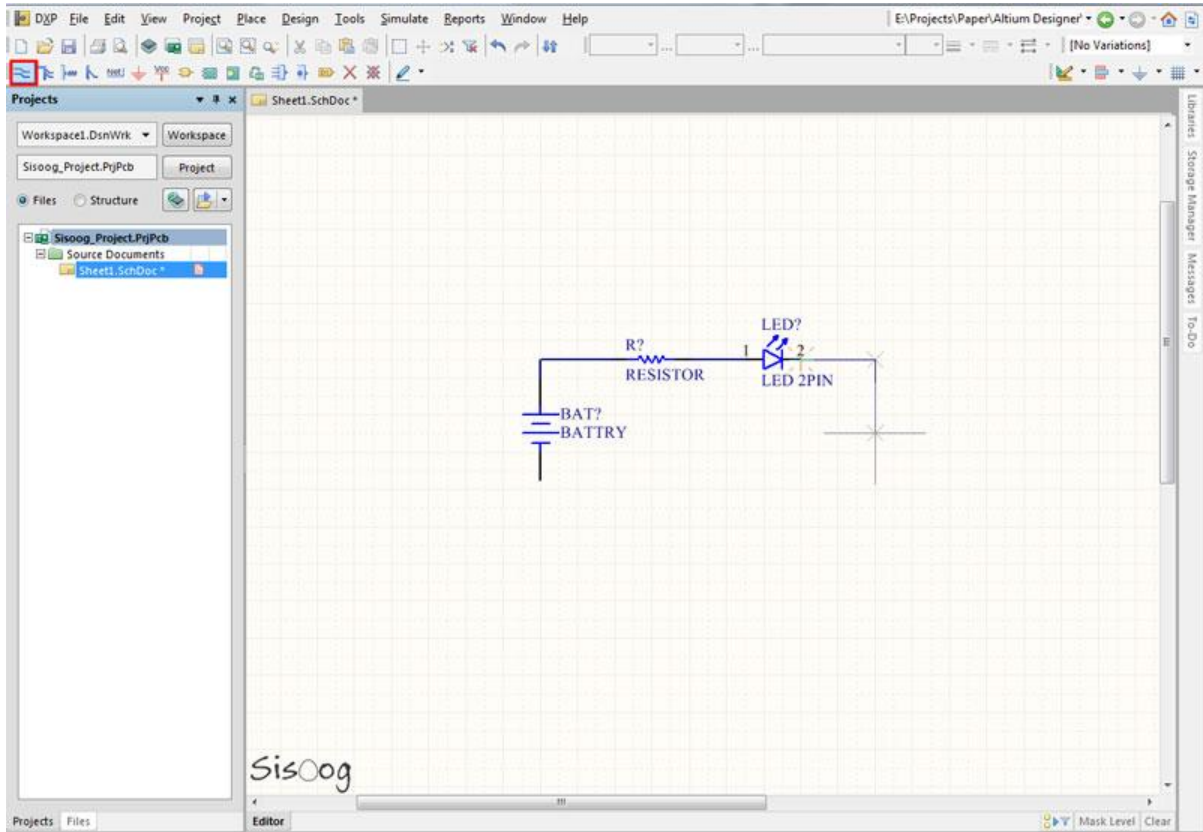 DXP File Edit View Project Place Design Tools Simulate Reports Window Help
E:\Projects\Paper\Altium Designer'
... ... [No Variations]
Projects
Sheet1.SchDoc *
Workspace1.DsnWrk Workspace
Sisoog_Project.PrjPcb Project
Files Structure
Sisoog_Project.PrjPcb
Source Documents
Sheet1.SchDoc *
Libraries
Storage Manager
Messages
To-Do
LED?
R?
1 2
RESISTOR
LED 2PIN
BAT?
BATTRY
Sisoog
Projects Files
Editor
Mask Level Clear